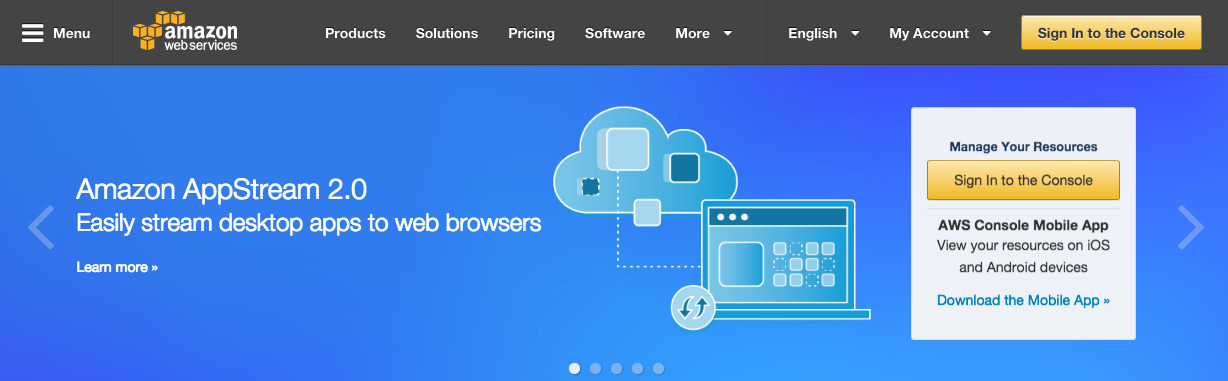 Menu
amazon
web services
Products
Solutions
Pricing
Software
More
English
My Account
Sign In to the Console
Amazon AppStream 2.0
Easily stream desktop apps to web browsers
Learn more »
Manage Your Resources
Sign In to the Console
AWS Console Mobile App
View your resources on iOS
and Android devices
Download the Mobile App »